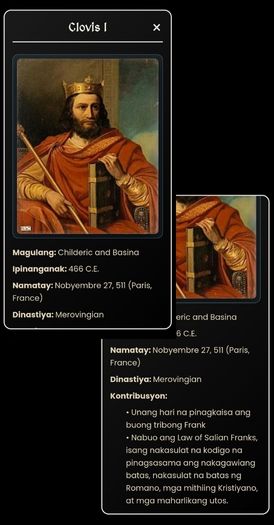 Clovis I
×
Magulang: Childeric and Basina
Ipinanganak: 466 C.E.
Namatay: Nobyembre 27, 511 (Paris,
France)
Dinastiya: Merovingian
eric and Basina
6 C.E.
Namatay: Nobyembre 27, 511 (Paris,
France)
Dinastiya: Merovingian
Kontribusyon:
• Unang hari na pinagkaisa ang
buong tribong Frank
• Nabuo ang Law of Salian Franks,
isang nakasulat na kodigo na
pinagsasama ang nakagawiang
batas, nakasulat na batas ng
Romano, mga mithiing Kristiyano,
at mga maharlikang utos.